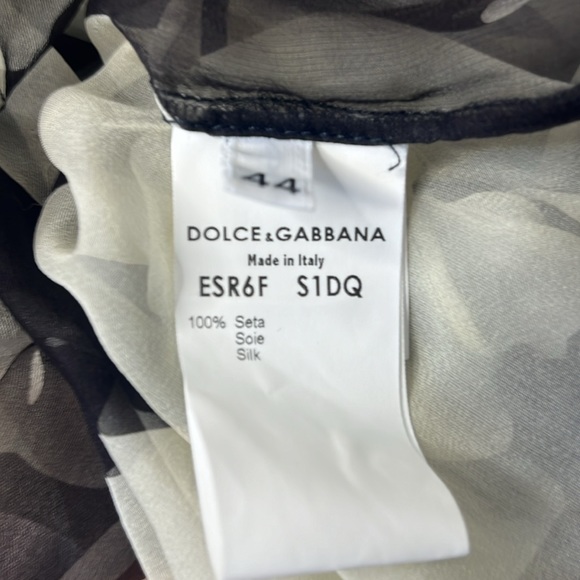 44
DOLCE&GABBANA
Made in Italy
ESR6F S1DQ
100% Seta
Soie
Silk